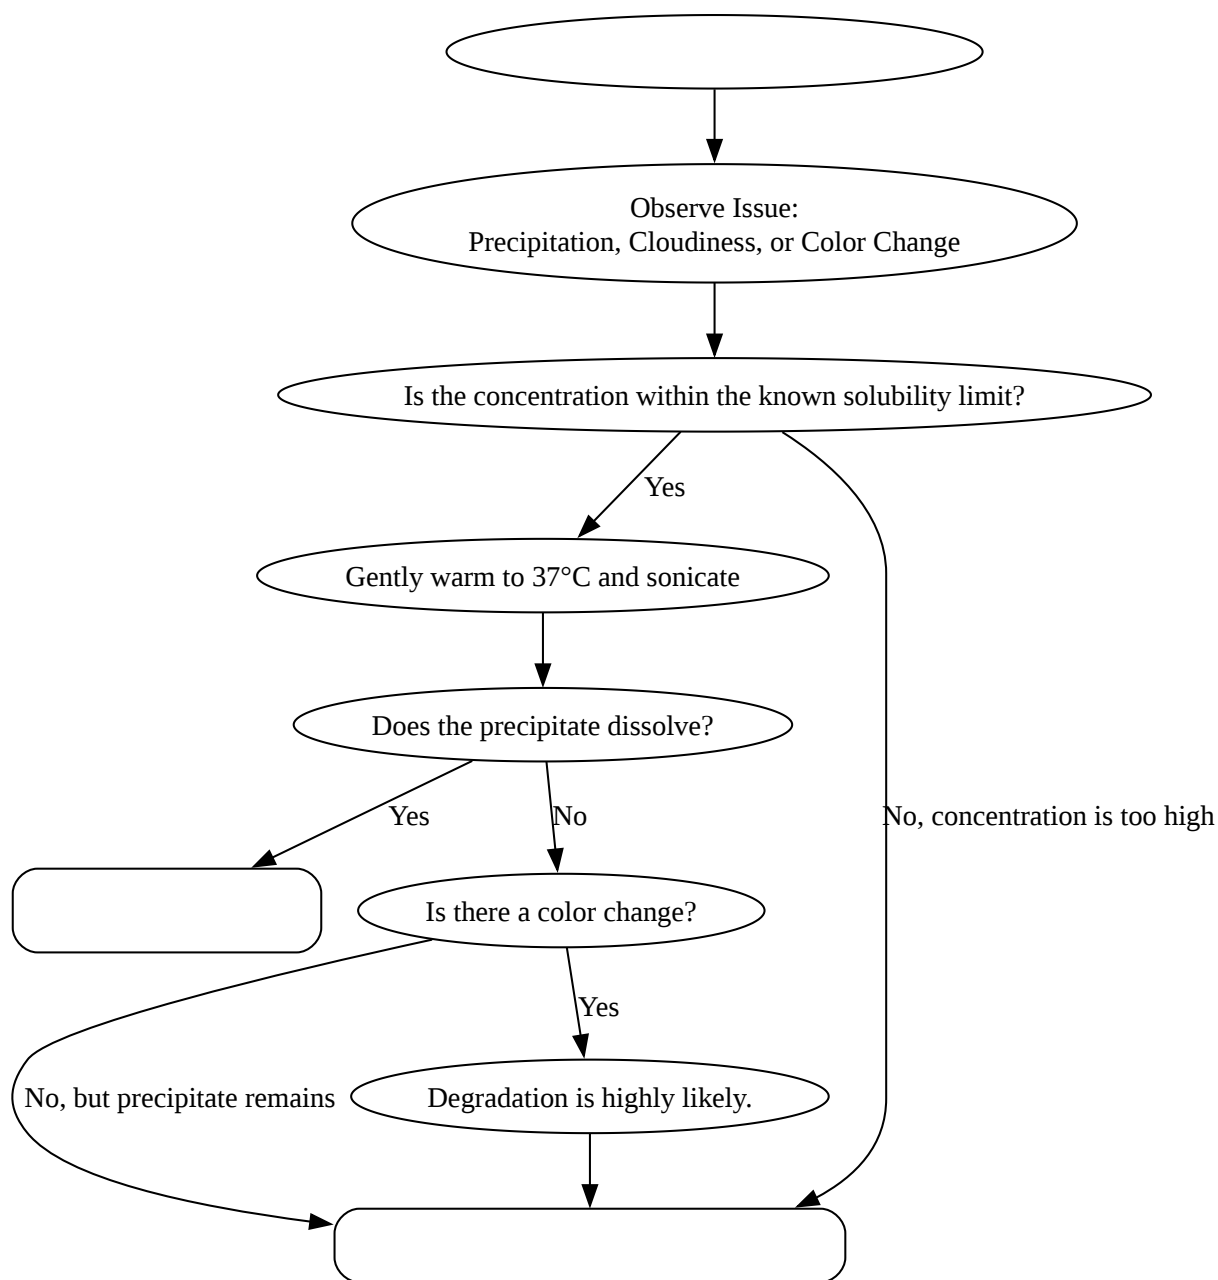 Observe Issue:
Precipitation, Cloudiness, or Color Change
Is the concentration within the known solubility limit?
Yes
Gently warm to 37°C and sonicate
Does the precipitate dissolve?
Yes
No
No, concentration is too high
Is there a color change?
Yes
No, but precipitate remains
Degradation is highly likely.